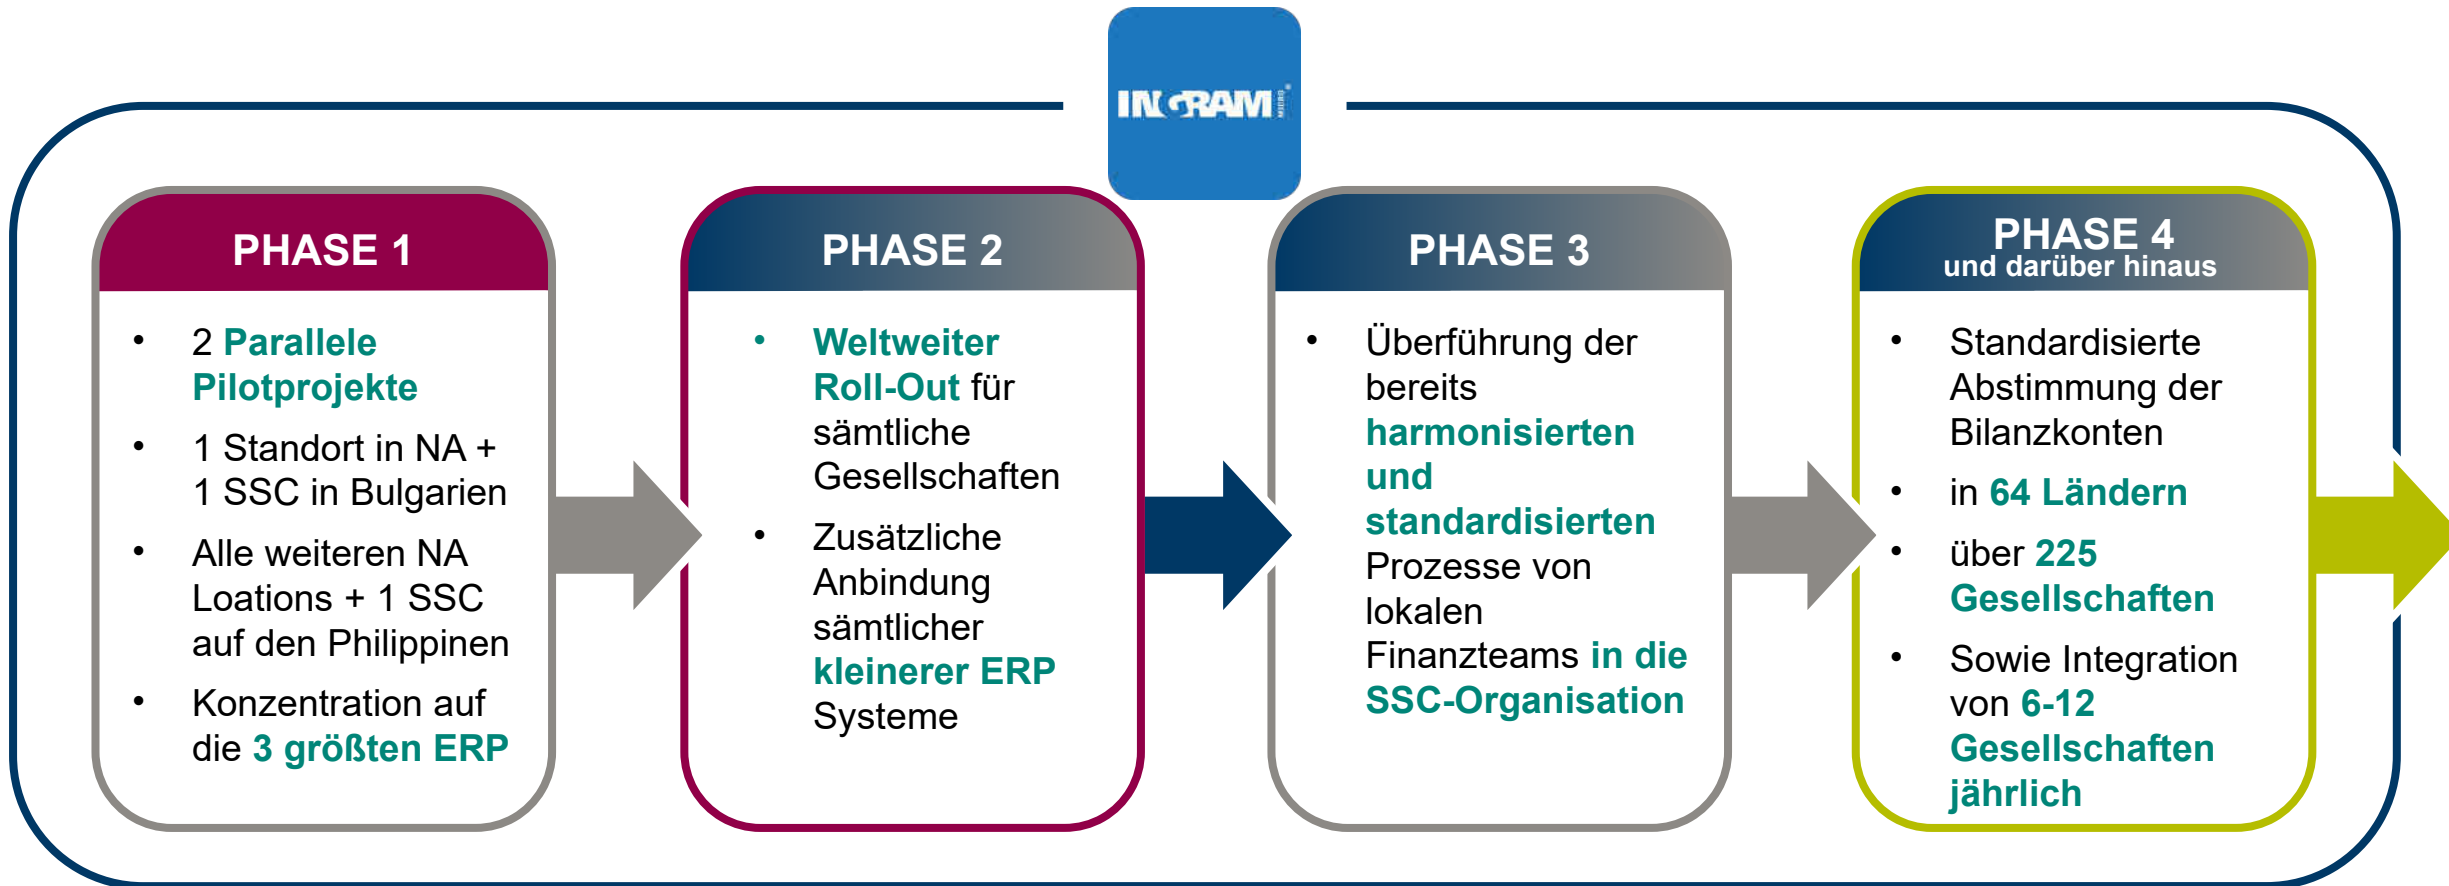 INGRAM MICRO
PHASE 1
• 2 Parallele
Pilotprojekte
• 1 Standort in NA +
1 SSC in Bulgarien
• Alle weiteren NA
Loations + 1 SSC
auf den Philippinen
• Konzentration auf
die 3 größten ERP
PHASE 2
• Weltweiter
Roll-Out für
sämtliche
Gesellschaften
• Zusätzliche
Anbindung
sämtlicher
kleinerer ERP
Systeme
PHASE 3
• Überführung der
bereits
harmonisierten
und
standardisierten
Prozesse von
lokalen
Finanzteams in die
SSC-Organisation
PHASE 4
und darüber hinaus
• Standardisierte
Abstimmung der
Bilanzkonten
• in 64 Ländern
• über 225
Gesellschaften
• Sowie Integration
von 6-12
Gesellschaften
jährlich